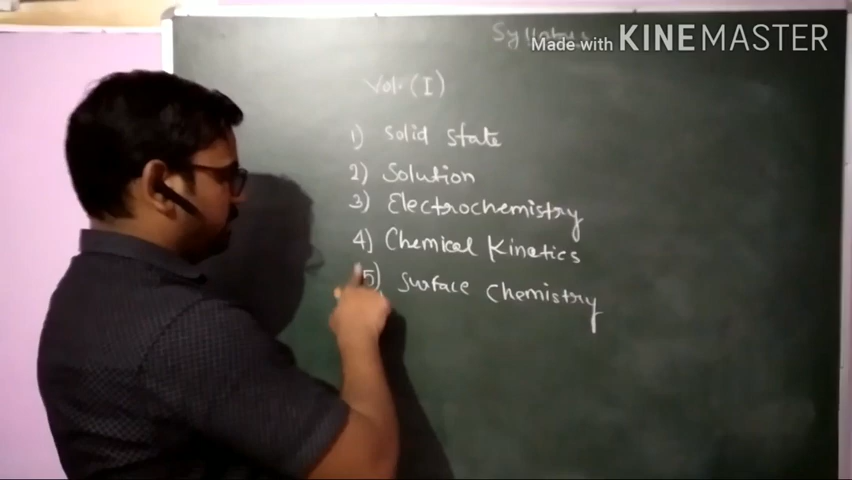 Syllabus
Made with KINEMASTER
Vol. (I)
1) Solid State
2) Solution
3) Electrochemistry
4) Chemical Kinetics
5) Surface Chemistry